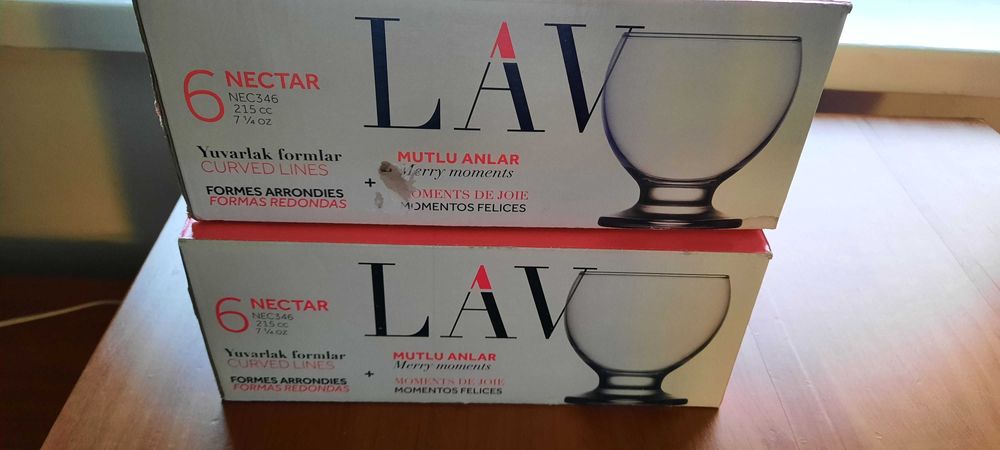 6 NECTAR
NEC346
215 cc
7 ¼ oz
LAV
Yuvarlak formlar
CURVED LINES
FORMES ARRONDIES
FORMAS REDONDAS
+
MUTLU ANLAR
Merry moments
MOMENTS DE JOIE
MOMENTOS FELICES
6 NECTAR
NEC346
215 cc
7 ¼ oz
LAV
Yuvarlak formlar
CURVED LINES
FORMES ARRONDIES
FORMAS REDONDAS
+
MUTLU ANLAR
Merry moments
MOMENTS DE JOIE
MOMENTOS FELICES